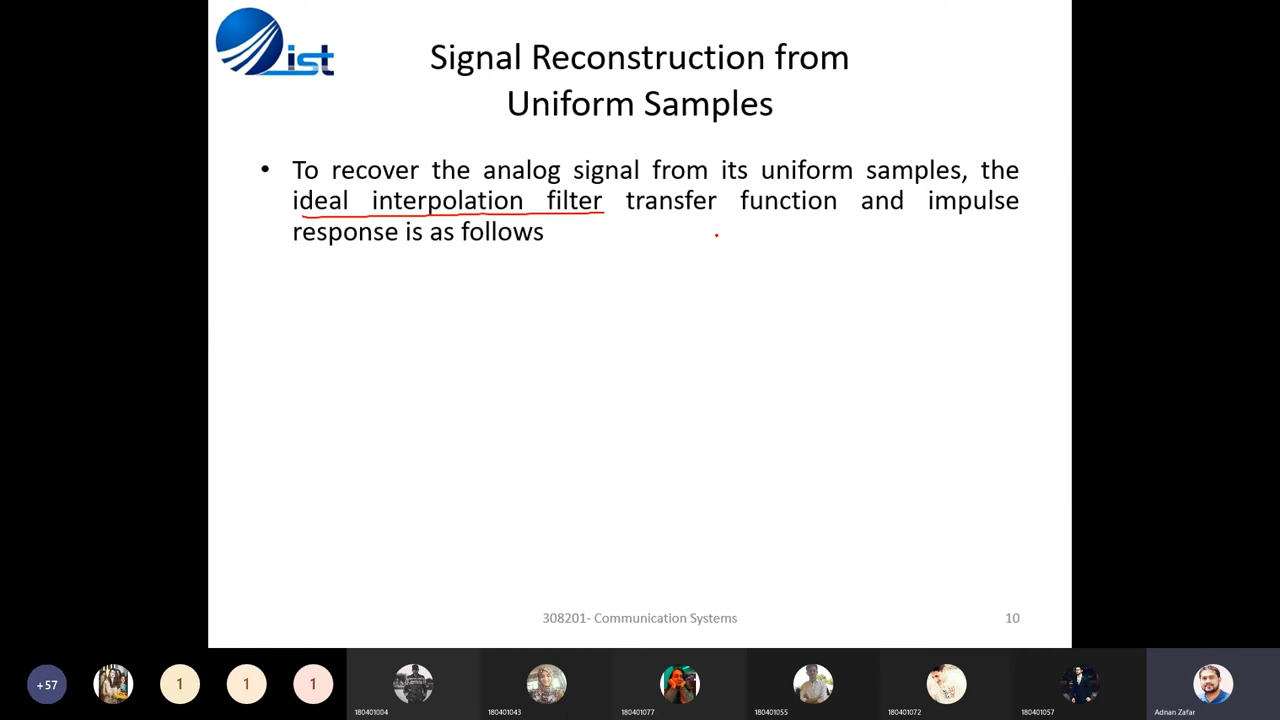 ist
Signal Reconstruction from
Uniform Samples
• To recover the analog signal from its uniform samples, the
ideal interpolation filter transfer function and impulse
response is as follows
308201- Communication Systems
10
+57
1
1
1
180401004
180401043
180401077
180401055
180401072
180401057
Adnan Zafar